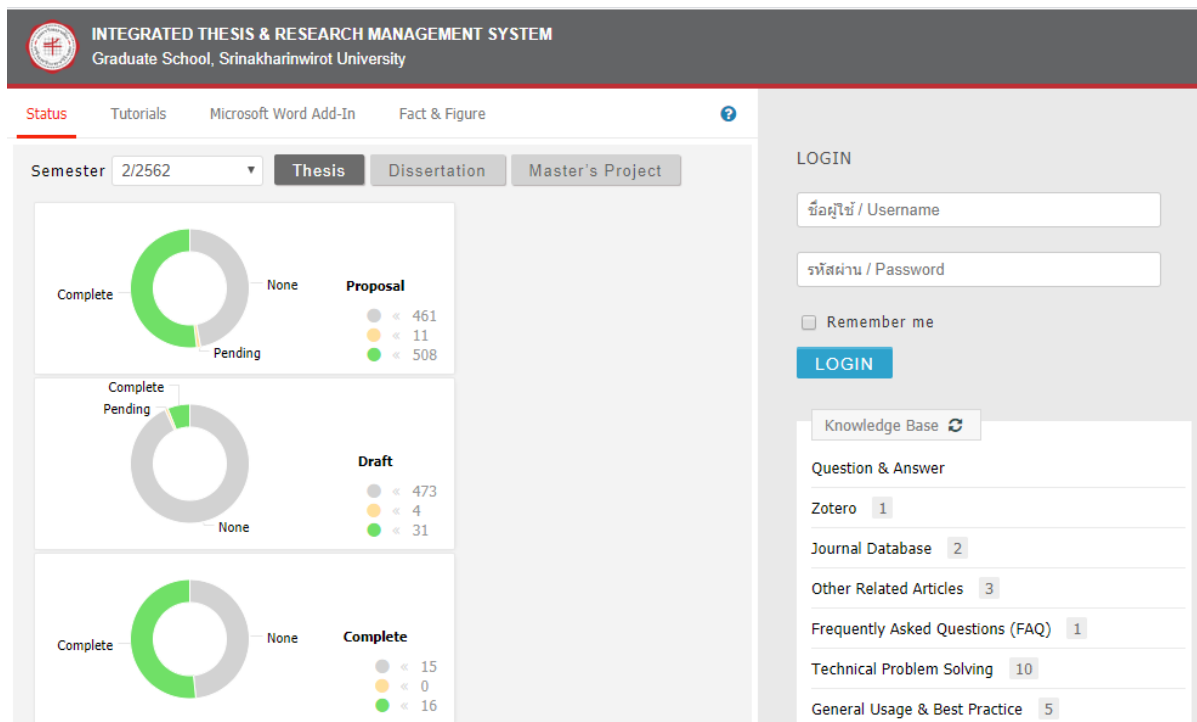 INTEGRATED THESIS & RESEARCH MANAGEMENT SYSTEM
Graduate School, Srinakharinwirot University
Status Tutorials Microsoft Word Add-In Fact & Figure ?
Semester 2/2562 Thesis Dissertation Master's Project
Complete
None
Pending
Proposal
« 461
« 11
« 508
Complete
Pending
None
Draft
« 473
« 4
« 31
Complete
None
Complete
« 15
« 0
« 16
LOGIN
ชื่อผู้ใช้ / Username
รหัสผ่าน / Password
Remember me
LOGIN
Knowledge Base
Question & Answer
Zotero 1
Journal Database 2
Other Related Articles 3
Frequently Asked Questions (FAQ) 1
Technical Problem Solving 10
General Usage & Best Practice 5